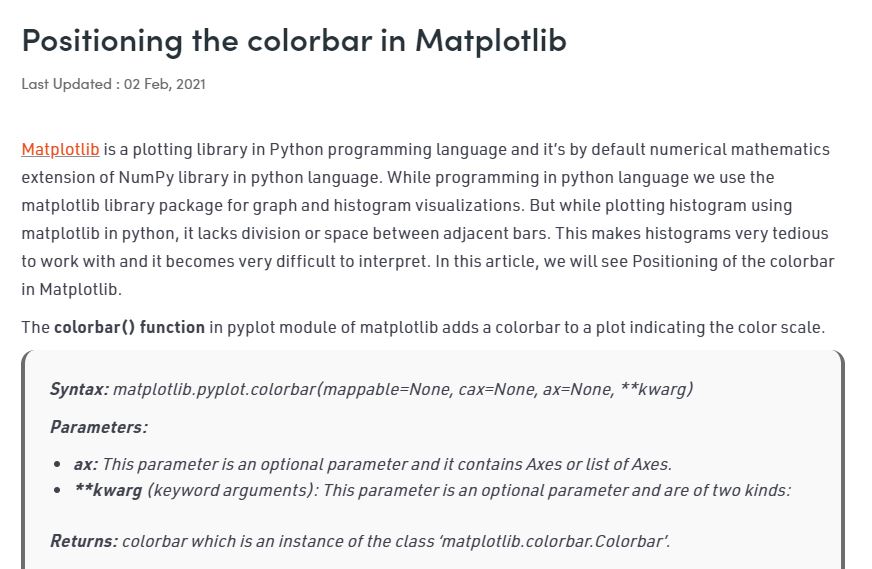 Positioning the colorbar in Matplotlib
Last Updated : 02 Feb, 2021
Matplotlib is a plotting library in Python programming language and it's by default numerical mathematics
extension of NumPy library in python language. While programming in python language we use the
matplotlib library package for graph and histogram visualizations. But while plotting histogram using
matplotlib in python, it lacks division or space between adjacent bars. This makes histograms very tedious
to work with and it becomes very difficult to interpret. In this article, we will see Positioning of the colorbar
in Matplotlib.
The colorbar() function in pyplot module of matplotlib adds a colorbar to a plot indicating the color scale.
Syntax: matplotlib.pyplot.colorbar(mappable=None, cax=None, ax=None, **kwarg)
Parameters:
• ax: This parameter is an optional parameter and it contains Axes or list of Axes.
• **kwarg (keyword arguments): This parameter is an optional parameter and are of two kinds:
Returns: colorbar which is an instance of the class 'matplotlib.colorbar.Colorbar'.